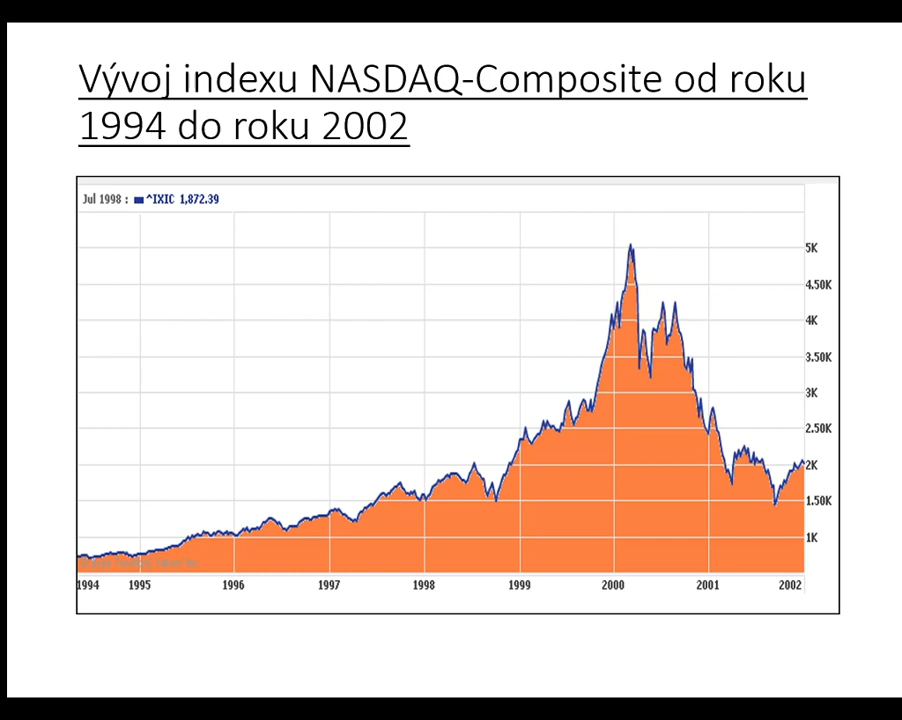 Vývoj indexu NASDAQ-Composite od roku
1994 do roku 2002
Jul 1998 : ^IXIC 1,872.39
5K
4.50K
4K
3.50K
3K
2.50K
2K
1.50K
1K
1994 1995 1996 1997 1998 1999 2000 2001 2002